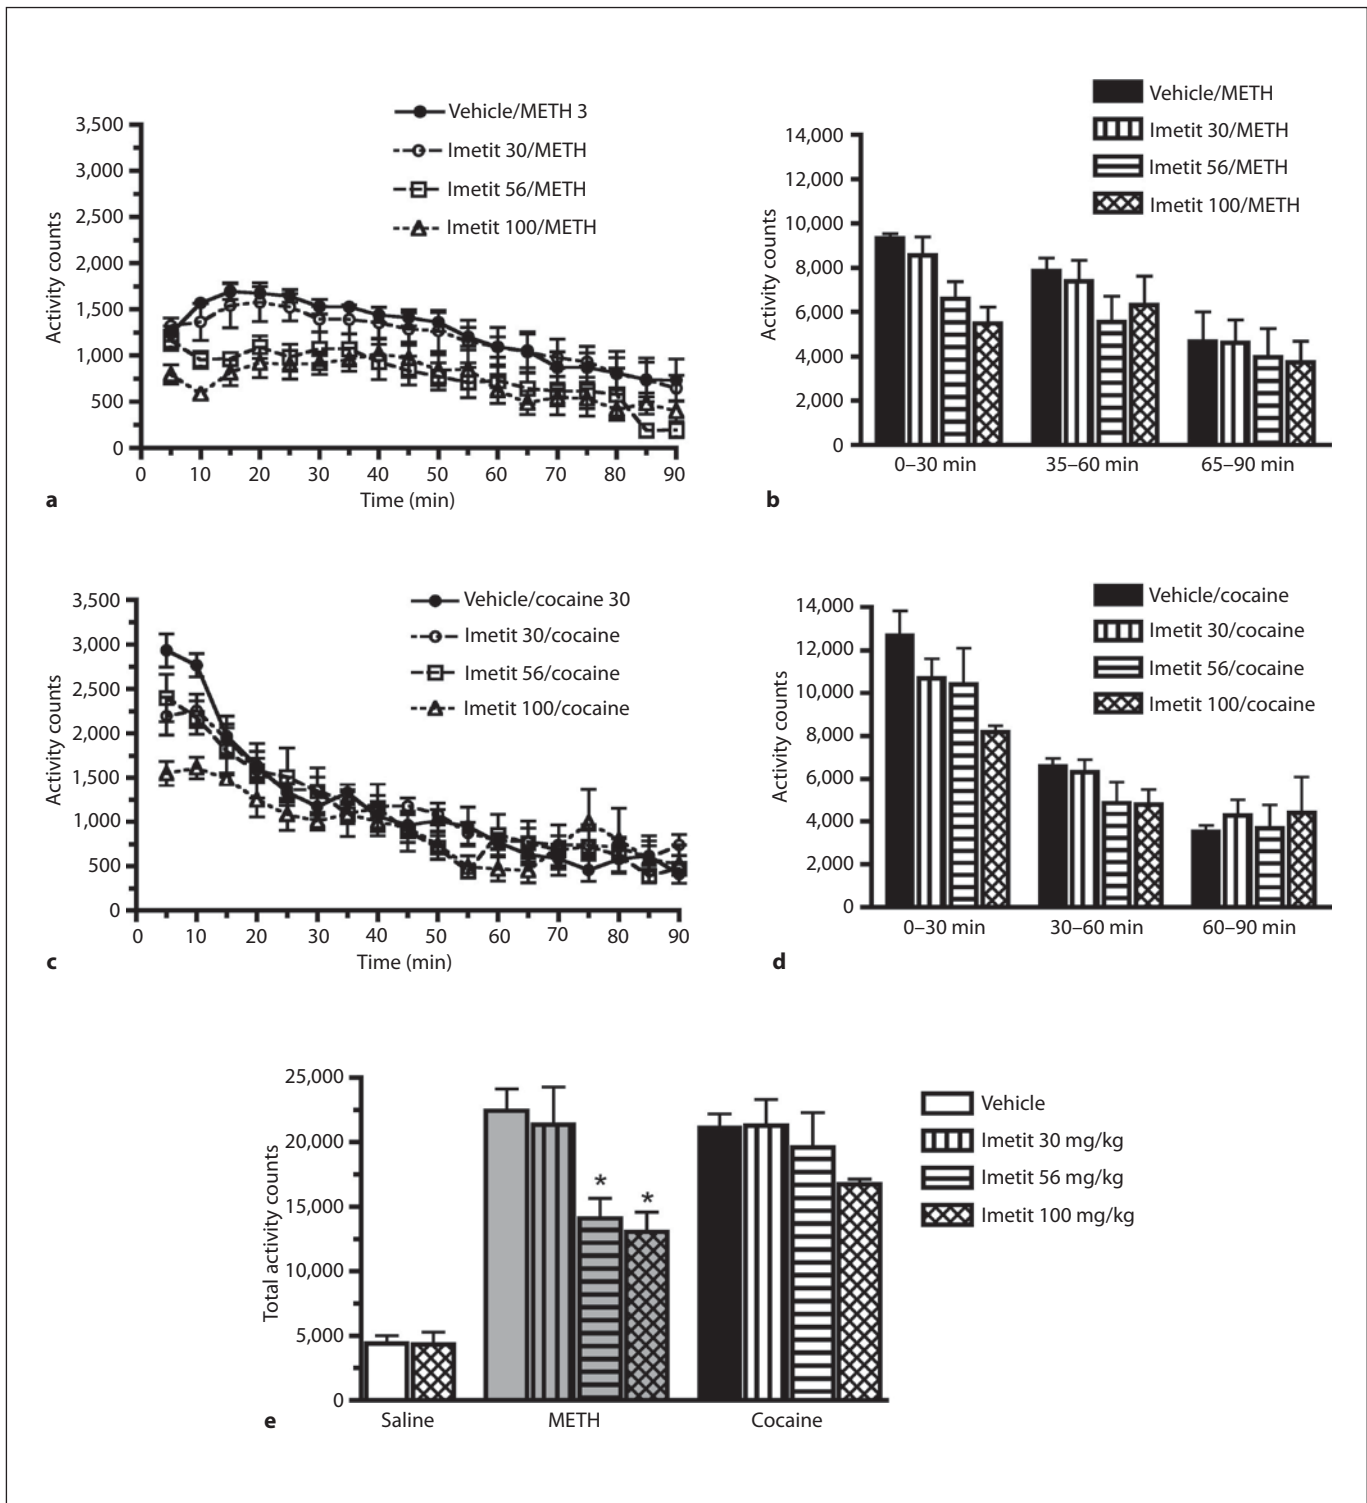 Vehicle/METH 3
Imetit 30/METH
Imetit 56/METH
Imetit 100/METH
3,500
3,000
2,500
2,000
1,500
1,000
500
0
Activity counts
0 10 20 30 40 50 60 70 80 90
Time (min)
a
Vehicle/METH
Imetit 30/METH
Imetit 56/METH
Imetit 100/METH
14,000
12,000
10,000
8,000
6,000
4,000
2,000
0
Activity counts
0–30 min 35–60 min 65–90 min
b
Vehicle/cocaine 30
Imetit 30/cocaine
Imetit 56/cocaine
Imetit 100/cocaine
3,500
3,000
2,500
2,000
1,500
1,000
500
0
Activity counts
0 10 20 30 40 50 60 70 80 90
Time (min)
c
Vehicle/cocaine
Imetit 30/cocaine
Imetit 56/cocaine
Imetit 100/cocaine
14,000
12,000
10,000
8,000
6,000
4,000
2,000
0
Activity counts
0–30 min 30–60 min 60–90 min
d
25,000
20,000
15,000
10,000
5,000
0
Total activity counts
* *
Saline METH Cocaine
e
Vehicle
Imetit 30 mg/kg
Imetit 56 mg/kg
Imetit 100 mg/kg